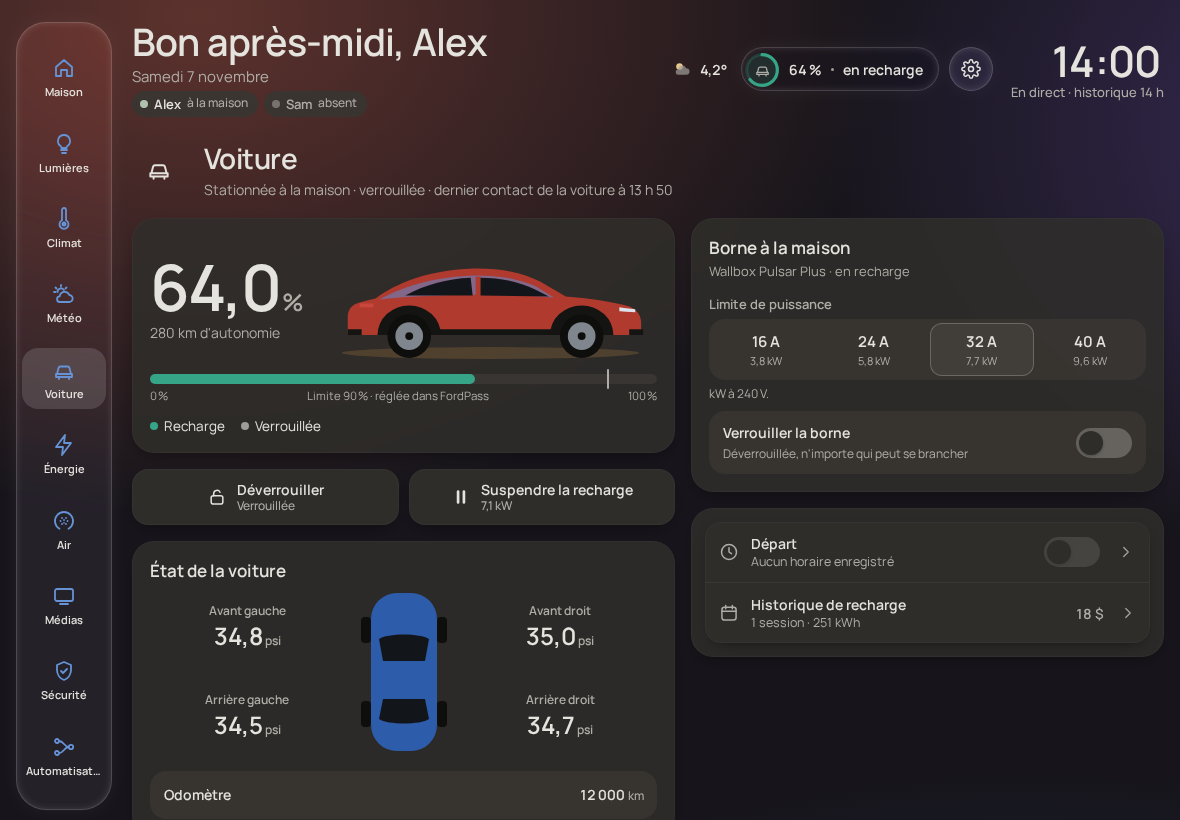 Bon après-midi, Alex
Samedi 7 novembre
Alex à la maison
Sam absent
4,2°
64 % · en recharge
14:00
En direct · historique 14 h
Maison
Lumières
Climat
Météo
Voiture
Énergie
Air
Médias
Sécurité
Automatisat…
Voiture
Stationnée à la maison · verrouillée · dernier contact de la voiture à 13 h 50
64,0%
280 km d'autonomie
0 %
Limite 90 % · réglée dans FordPass
100 %
Recharge
Verrouillée
Déverrouiller
Verrouillée
Suspendre la recharge
7,1 kW
État de la voiture
Avant gauche
34,8 psi
Avant droit
35,0 psi
Arrière gauche
34,5 psi
Arrière droit
34,7 psi
Odomètre
12 000 km
Borne à la maison
Wallbox Pulsar Plus · en recharge
Limite de puissance
16 A
3,8 kW
24 A
5,8 kW
32 A
7,7 kW
40 A
9,6 kW
kW à 240 V.
Verrouiller la borne
Déverrouillée, n'importe qui peut se brancher
Départ
Aucun horaire enregistré
Historique de recharge
1 session · 251 kWh
18 $